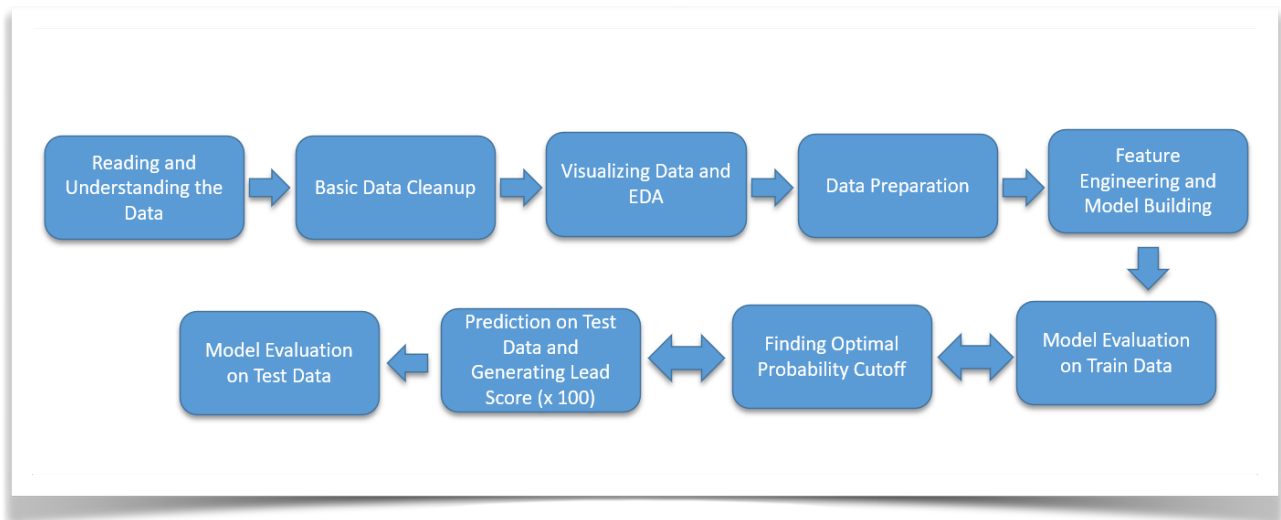 Reading and
Understanding the
Data
Basic Data Cleanup
Visualizing Data and
EDA
Data Preparation
Feature
Engineering and
Model Building
Model Evaluation
on Train Data
Finding Optimal
Probability Cutoff
Prediction on Test
Data and
Generating Lead
Score (x 100)
Model Evaluation
on Test Data